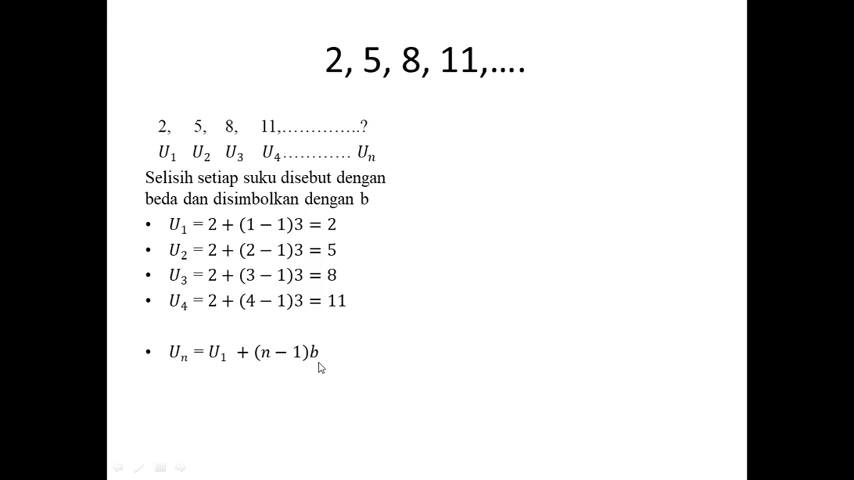 2, 5, 8, 11,….
2, 5, 8, 11,…………..?
U₁ U₂ U₃ U₄………… Uₙ
Selisih setiap suku disebut dengan
beda dan disimbolkan dengan b
• U₁ = 2 + (1 − 1)3 = 2
• U₂ = 2 + (2 − 1)3 = 5
• U₃ = 2 + (3 − 1)3 = 8
• U₄ = 2 + (4 − 1)3 = 11
• Uₙ = U₁ + (n − 1)b